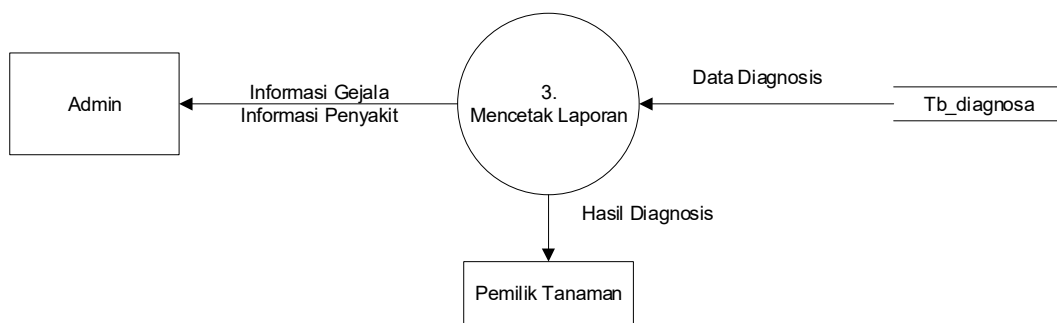 Admin
Informasi Gejala
Informasi Penyakit
3.
Mencetak Laporan
Data Diagnosis
Tb_diagnosa
Hasil Diagnosis
Pemilik Tanaman